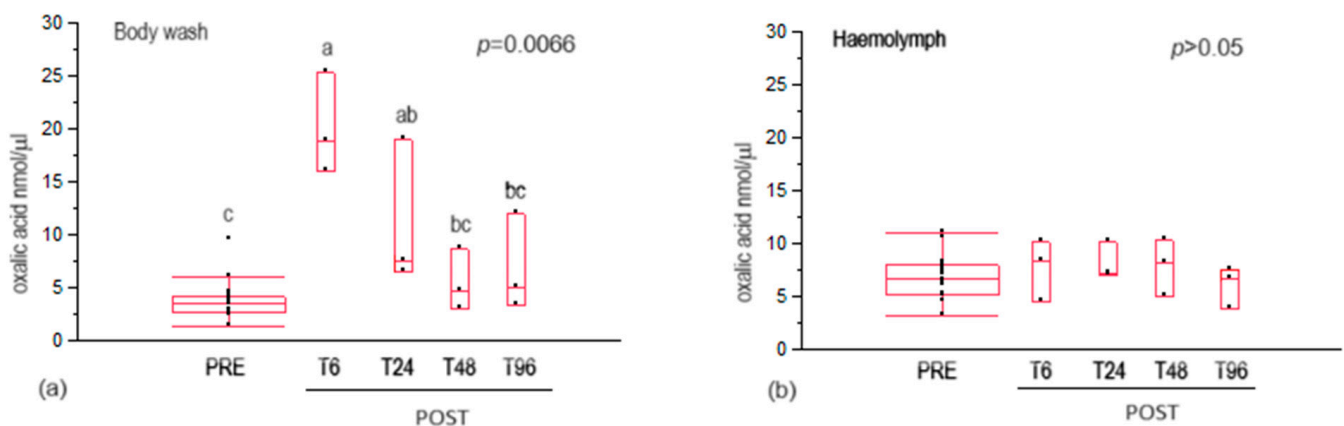 30
Body wash
a
p=0.0066
25
ab
20
15
bc
c
bc
10
5
0
oxalic acid nmol/µl
PRE T6 T24 T48 T96
(a)
POST
30
Haemolymph
p>0.05
25
20
15
10
5
0
oxalic acid nmol/µl
PRE T6 T24 T48 T96
(b)
POST